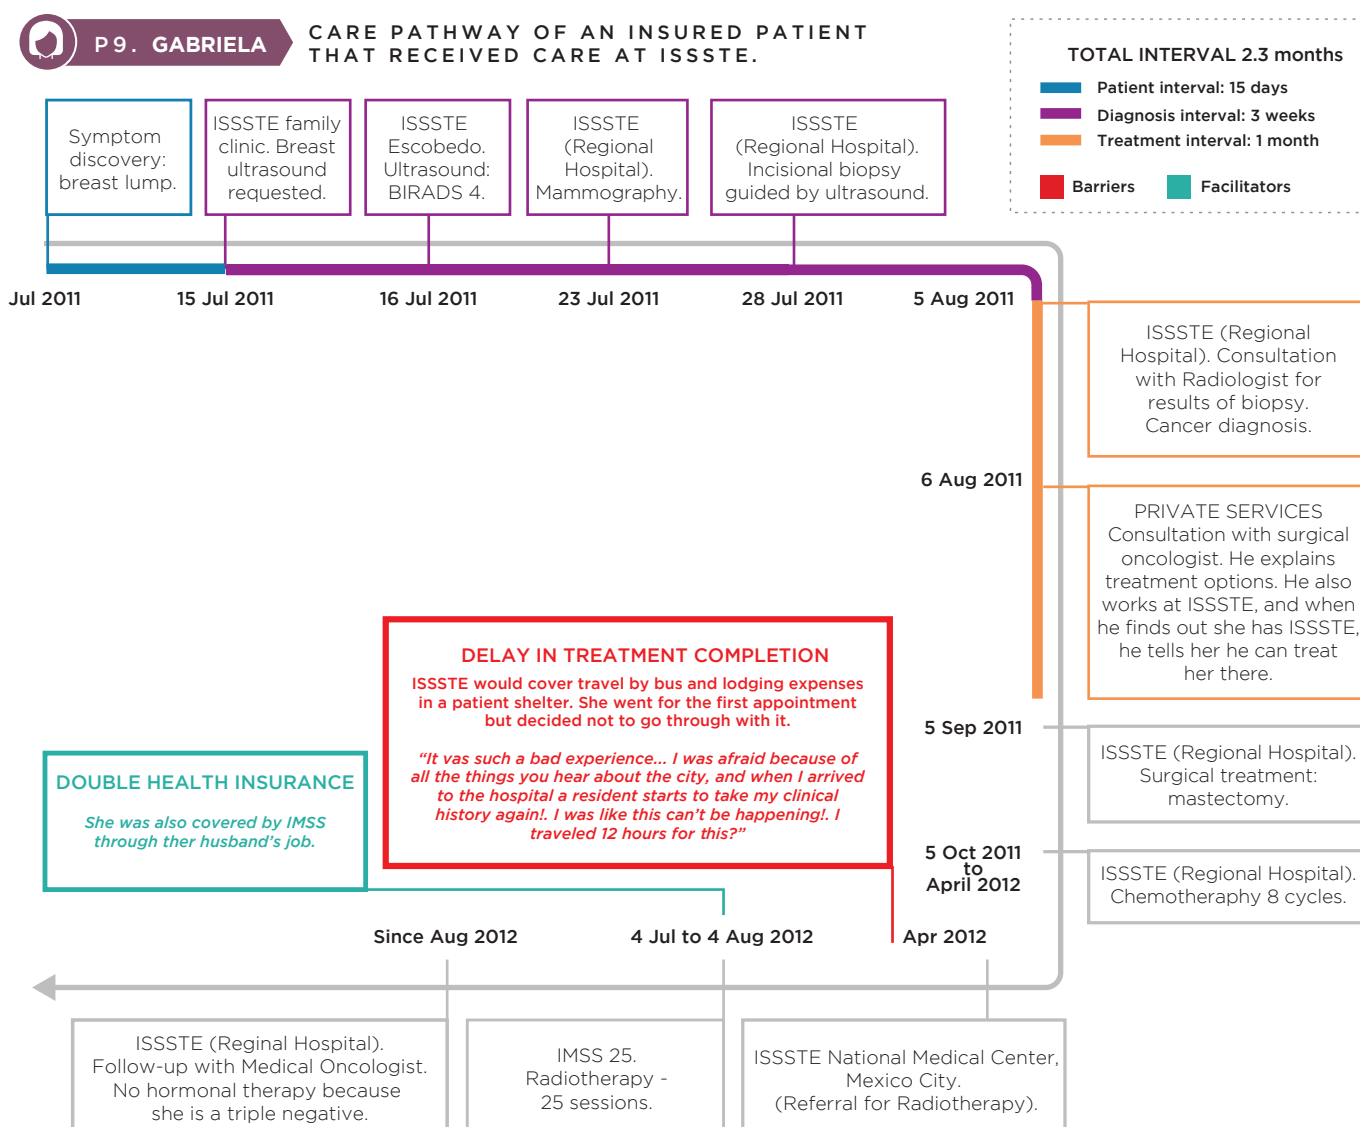 P9. GABRIELA
CARE PATHWAY OF AN INSURED PATIENT
THAT RECEIVED CARE AT ISSSTE.
TOTAL INTERVAL 2.3 months
Patient interval: 15 days
Diagnosis interval: 3 weeks
Treatment interval: 1 month
Barriers
Facilitators
Symptom
discovery:
breast lump.
ISSSTE family
clinic. Breast
ultrasound
requested.
ISSSTE
Escobedo.
Ultrasound:
BIRADS 4.
ISSSTE
(Regional
Hospital).
Mammography.
ISSSTE
(Regional Hospital).
Incisional biopsy
guided by ultrasound.
Jul 2011
15 Jul 2011
16 Jul 2011
23 Jul 2011
28 Jul 2011
5 Aug 2011
ISSSTE (Regional
Hospital). Consultation
with Radiologist for
results of biopsy.
Cancer diagnosis.
6 Aug 2011
PRIVATE SERVICES
Consultation with surgical
oncologist. He explains
treatment options. He also
works at ISSSTE, and when
he finds out she has ISSSTE,
he tells her he can treat
her there.
5 Sep 2011
ISSSTE (Regional Hospital).
Surgical treatment:
mastectomy.
5 Oct 2011
to
April 2012
ISSSTE (Regional Hospital).
Chemotheraphy 8 cycles.
DELAY IN TREATMENT COMPLETION
ISSSTE would cover travel by bus and lodging expenses
in a patient shelter. She went for the first appointment
but decided not to go through with it.
“It vas such a bad experience... I was afraid because of
all the things you hear about the city, and when I arrived
to the hospital a resident starts to take my clinical
history again!. I was like this can’t be happening!. I
traveled 12 hours for this?”
DOUBLE HEALTH INSURANCE
She was also covered by IMSS
through ther husband’s job.
Since Aug 2012
4 Jul to 4 Aug 2012
Apr 2012
ISSSTE (Reginal Hospital).
Follow-up with Medical Oncologist.
No hormonal therapy because
she is a triple negative.
IMSS 25.
Radiotherapy -
25 sessions.
ISSSTE National Medical Center,
Mexico City.
(Referral for Radiotherapy).